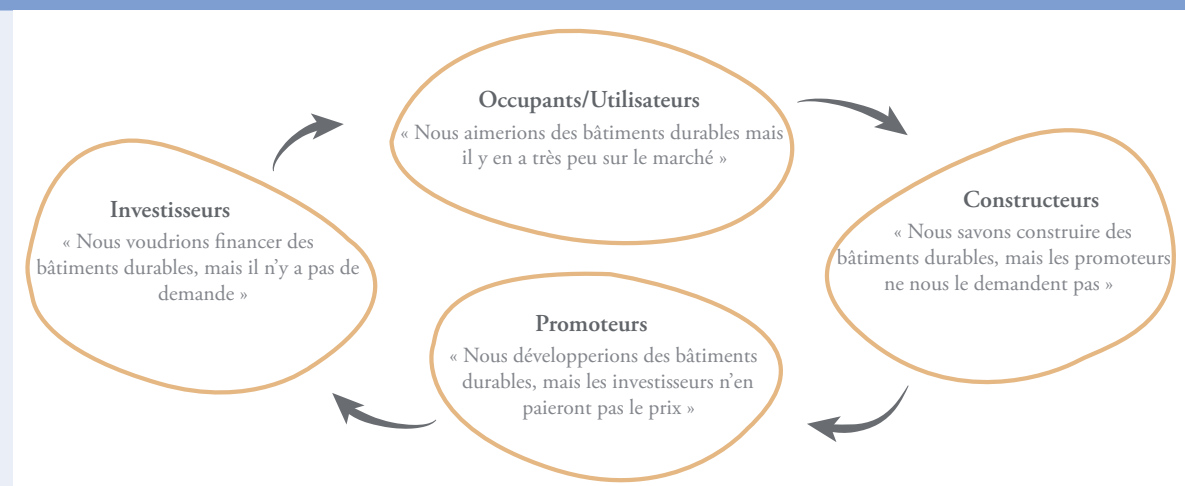 Occupants/Utilisateurs
« Nous aimerions des bâtiments durables mais
il y en a très peu sur le marché »
Constructeurs
« Nous savons construire des
bâtiments durables, mais les promoteurs
ne nous le demandent pas »
Promoteurs
« Nous développerions des bâtiments
durables, mais les investisseurs n’en
paieront pas le prix »
Investisseurs
« Nous voudrions financer des
bâtiments durables, mais il n’y a pas de
demande »